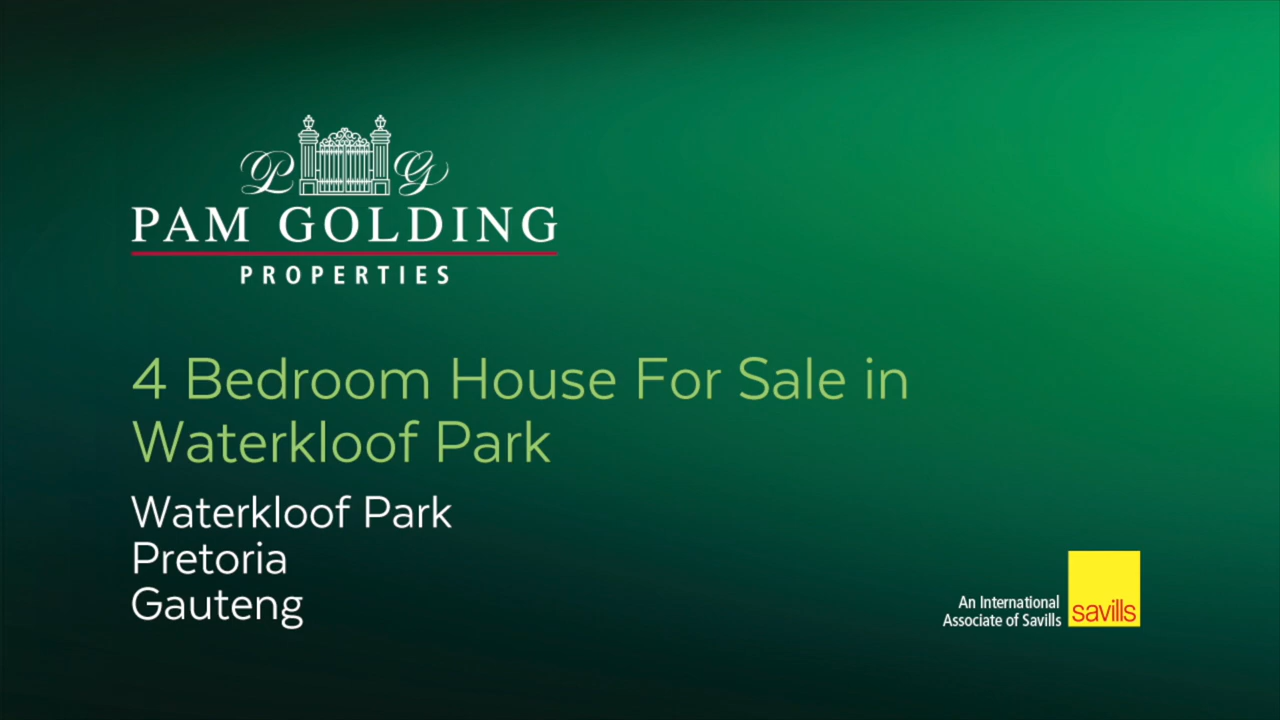 P G
PAM GOLDING
PROPERTIES
4 Bedroom House For Sale in
Waterkloof Park
Waterkloof Park
Pretoria
Gauteng
An International
Associate of Savills
savills